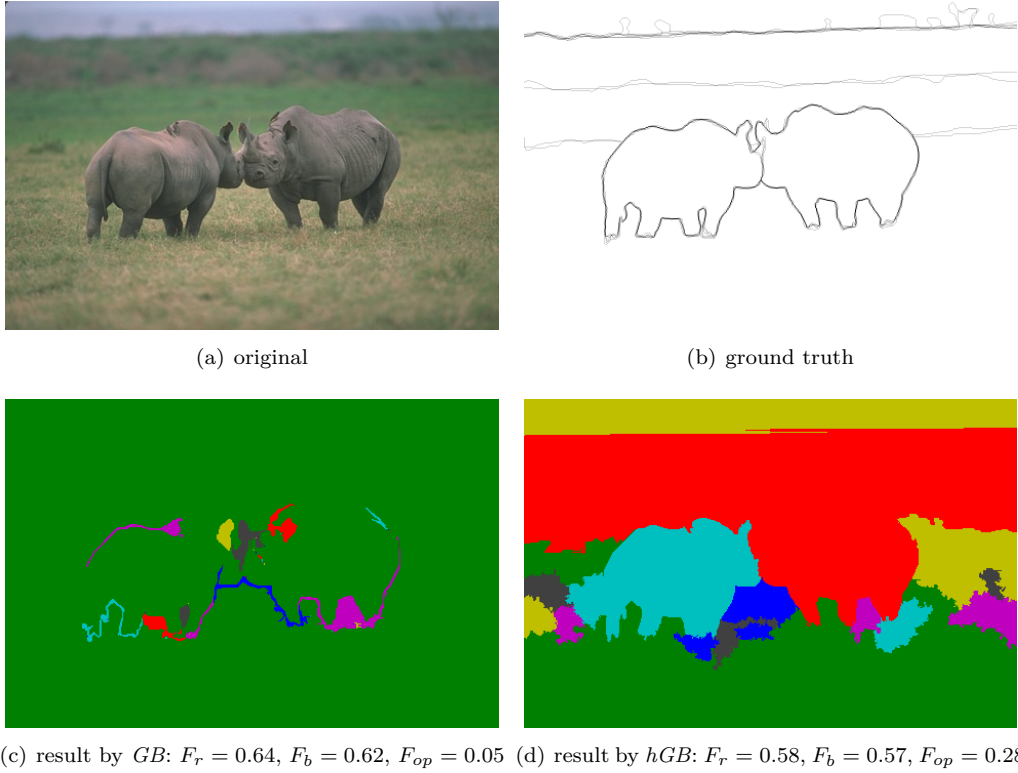 (a) original
(b) ground truth
(c) result by GB: F_r = 0.64, F_b = 0.62, F_op = 0.05
(d) result by hGB: F_r = 0.58, F_b = 0.57, F_op = 0.28